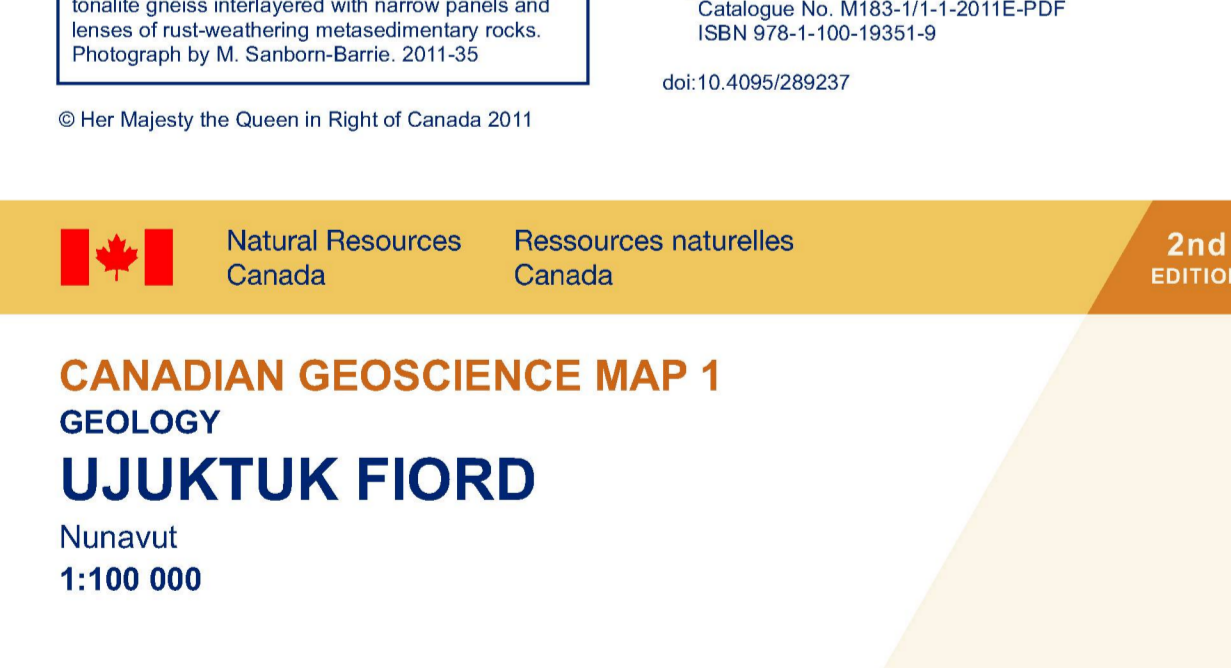 tonalite gneiss interlayered with narrow panels and
lenses of rust-weathering metasedimentary rocks.
Photograph by M. Sanborn-Barrie. 2011-35
Catalogue No. M183-1/1-1-2011E-PDF
ISBN 978-1-100-19351-9
doi:10.4095/289237
© Her Majesty the Queen in Right of Canada 2011
Natural Resources
Canada
Ressources naturelles
Canada
2nd
EDITION
CANADIAN GEOSCIENCE MAP 1
GEOLOGY
UJUKTUK FIORD
Nunavut
1:100 000